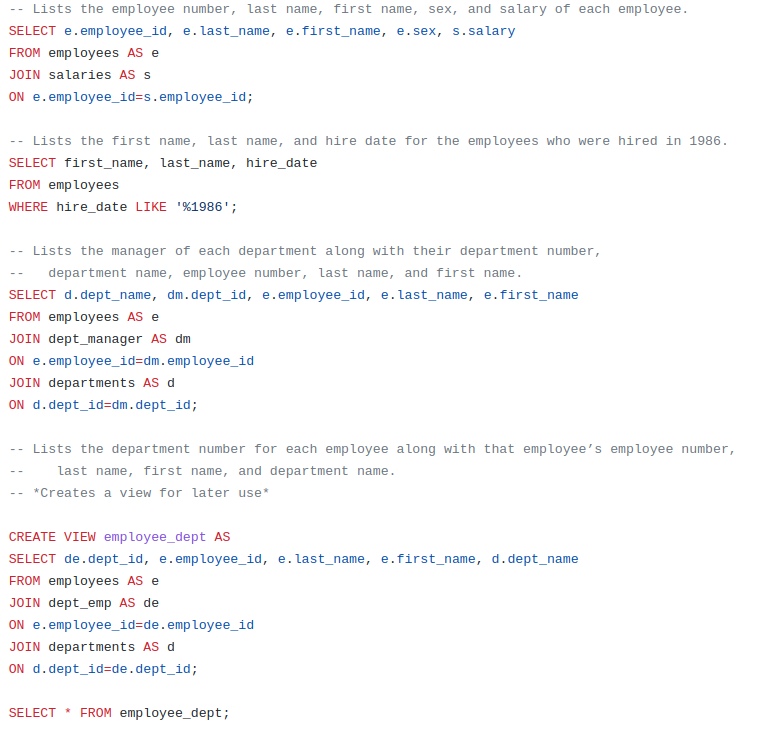 -- Lists the employee number, last name, first name, sex, and salary of each employee.
SELECT e.employee_id, e.last_name, e.first_name, e.sex, s.salary
FROM employees AS e
JOIN salaries AS s
ON e.employee_id=s.employee_id;

-- Lists the first name, last name, and hire date for the employees who were hired in 1986.
SELECT first_name, last_name, hire_date
FROM employees
WHERE hire_date LIKE '%1986';

-- Lists the manager of each department along with their department number,
--   department name, employee number, last name, and first name.
SELECT d.dept_name, dm.dept_id, e.employee_id, e.last_name, e.first_name
FROM employees AS e
JOIN dept_manager AS dm
ON e.employee_id=dm.employee_id
JOIN departments AS d
ON d.dept_id=dm.dept_id;

-- Lists the department number for each employee along with that employee’s employee number,
--    last name, first name, and department name.
-- *Creates a view for later use*

CREATE VIEW employee_dept AS
SELECT de.dept_id, e.employee_id, e.last_name, e.first_name, d.dept_name
FROM employees AS e
JOIN dept_emp AS de
ON e.employee_id=de.employee_id
JOIN departments AS d
ON d.dept_id=de.dept_id;

SELECT * FROM employee_dept;